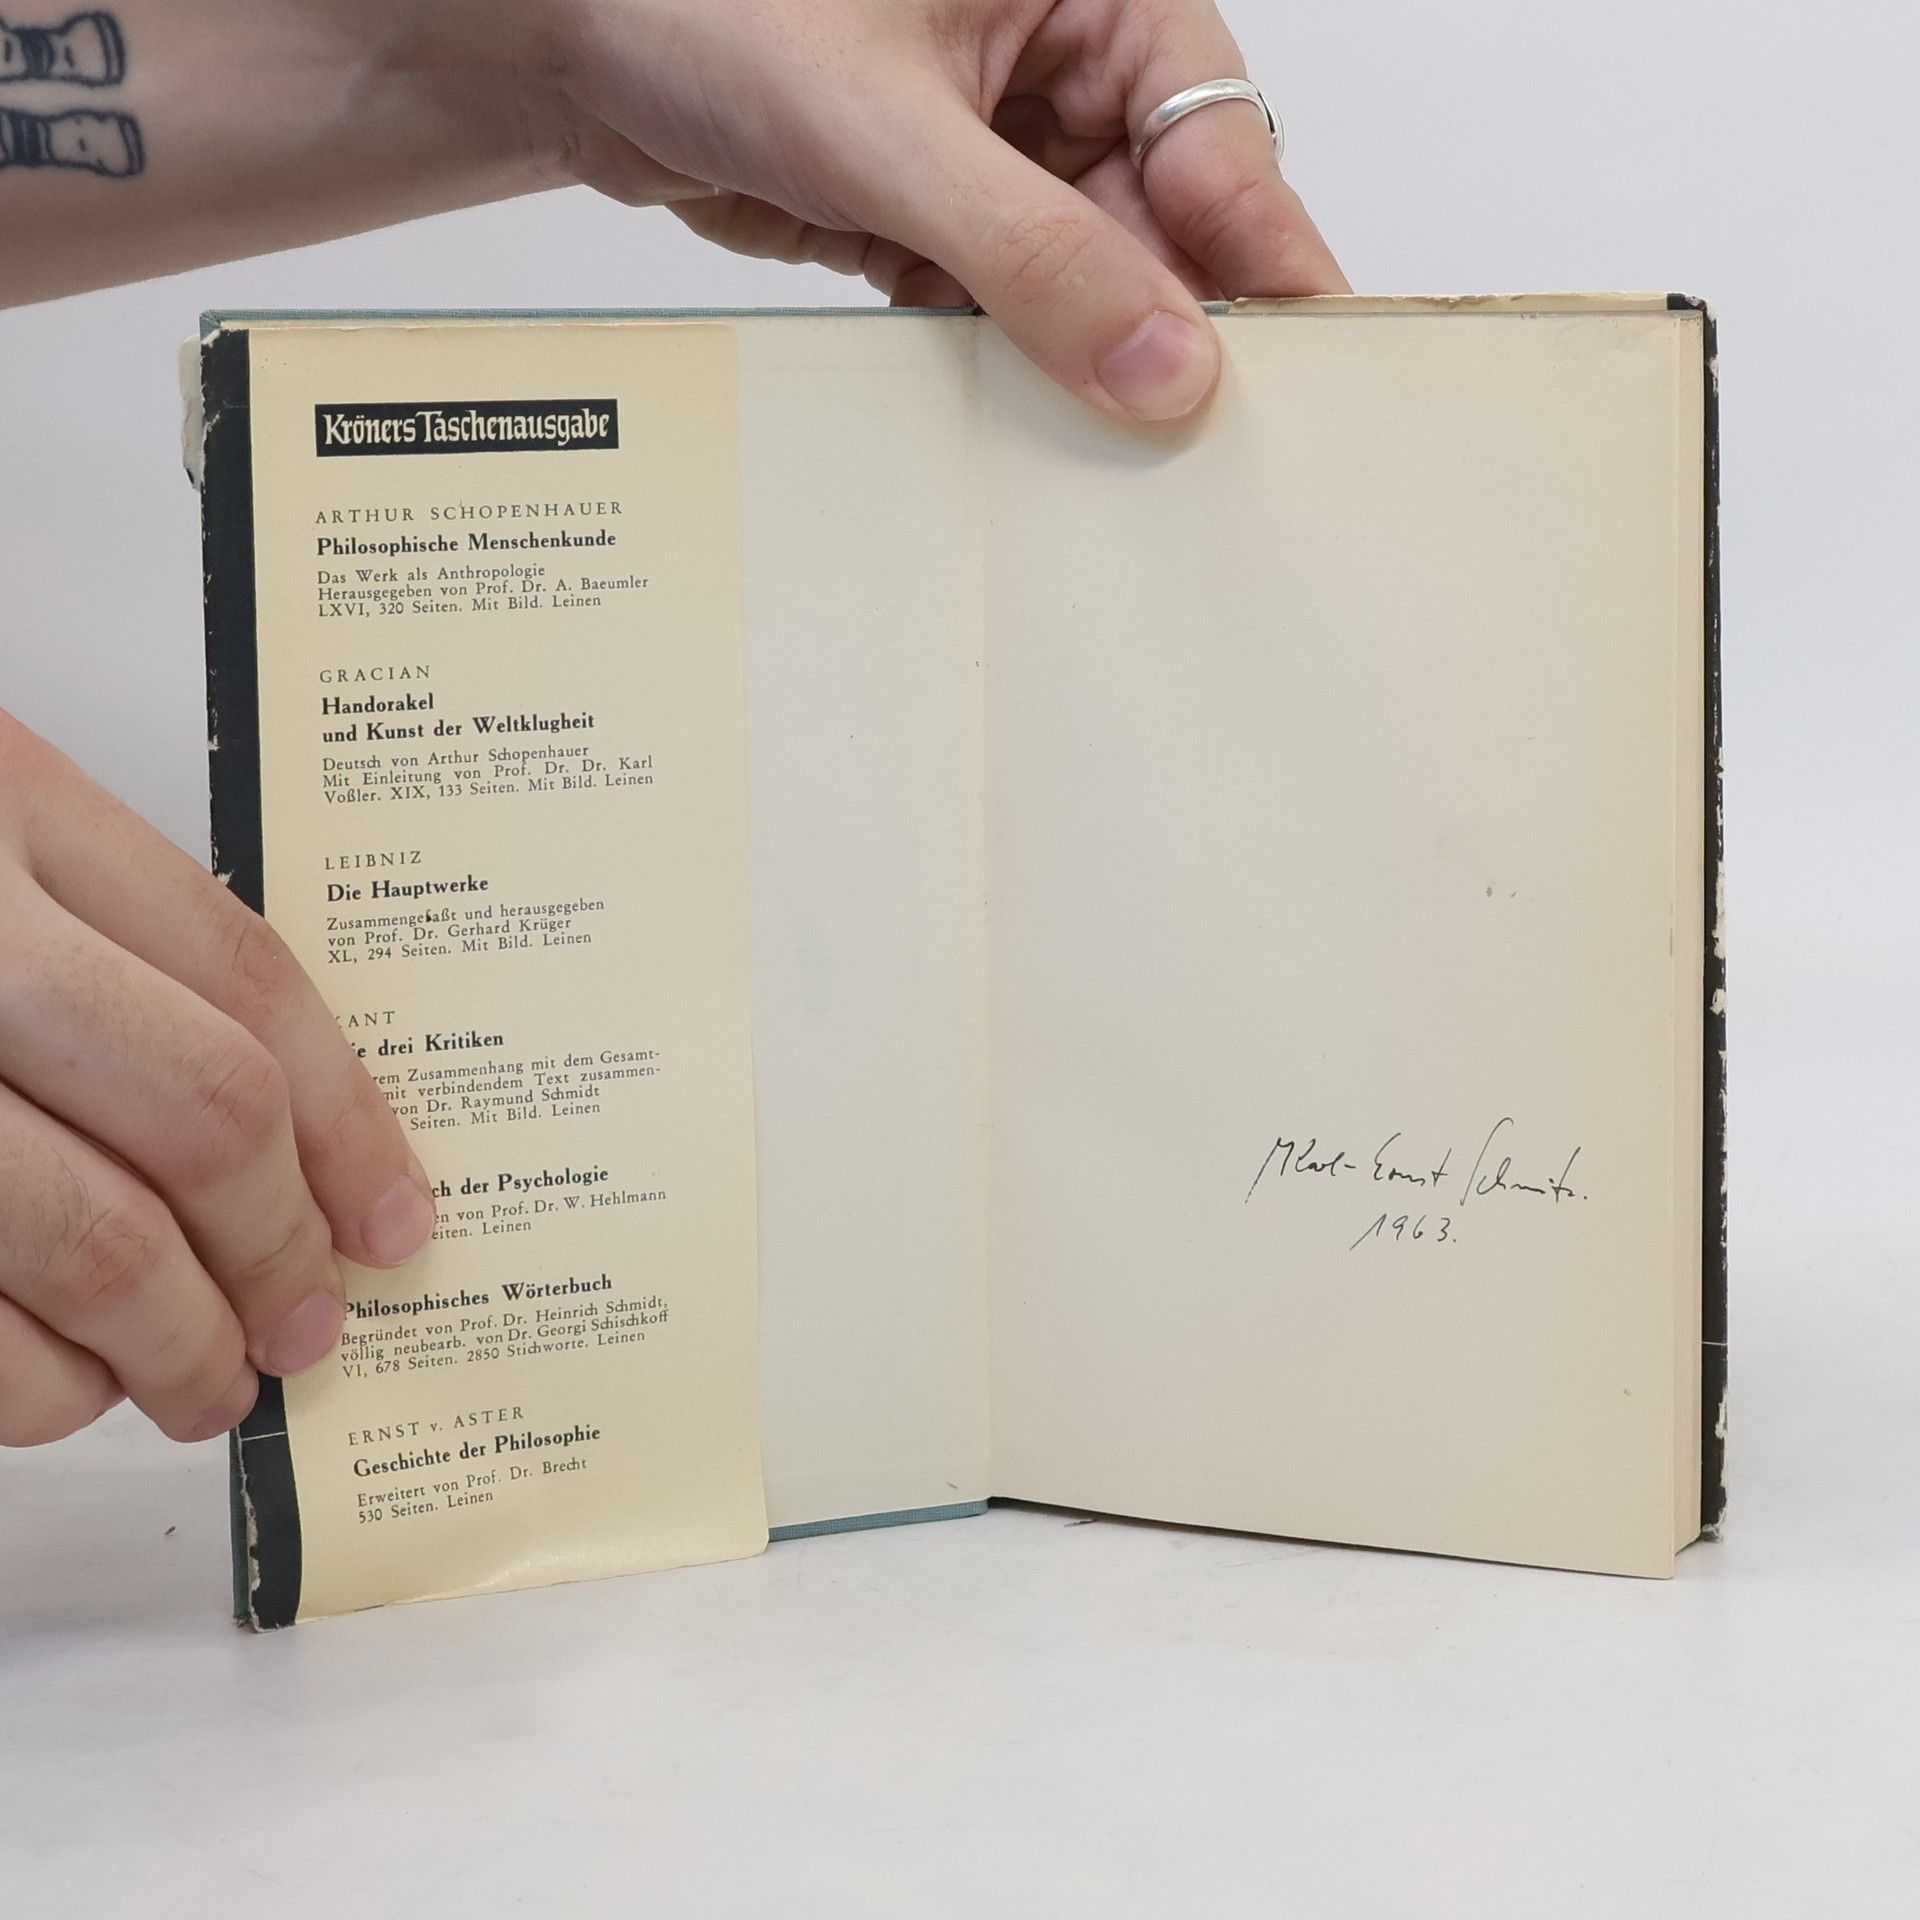 Kröners Taschenausgabe
ARTHUR SCHOPENHAUER
Philosophische Menschenkunde
Das Werk als Anthropologie
Herausgegeben von Prof. Dr. A. Baeumler
LXVI, 320 Seiten. Mit Bild. Leinen
GRACIAN
Handorakel
und Kunst der Weltklugheit
Deutsch von Arthur Schopenhauer
Mit Einleitung von Prof. Dr. Dr. Karl
Voßler. XIX, 133 Seiten. Mit Bild. Leinen
LEIBNIZ
Die Hauptwerke
Zusammengefaßt und herausgegeben
von Prof. Dr. Gerhard Krüger
XL, 294 Seiten. Mit Bild. Leinen
KANT
drei Kritiken
Zusammenhang mit dem Gesamt-
mit verbindendem Text zusammen-
von Dr. Raymund Schmidt
Seiten. Mit Bild. Leinen
der Psychologie
von Prof. Dr. W. Hehlmann
Leinen
Philosophisches Wörterbuch
Begründet von Prof. Dr. Heinrich Schmidt,
völlig neubearb. von Dr. Georgi Schischkoff
VI, 678 Seiten. 2850 Stichworte. Leinen
ERNST v. ASTER
Geschichte der Philosophie
Erweitert von Prof. Dr. Brecht
530 Seiten. Leinen
Karl-Ernst Schmitz.
1963.